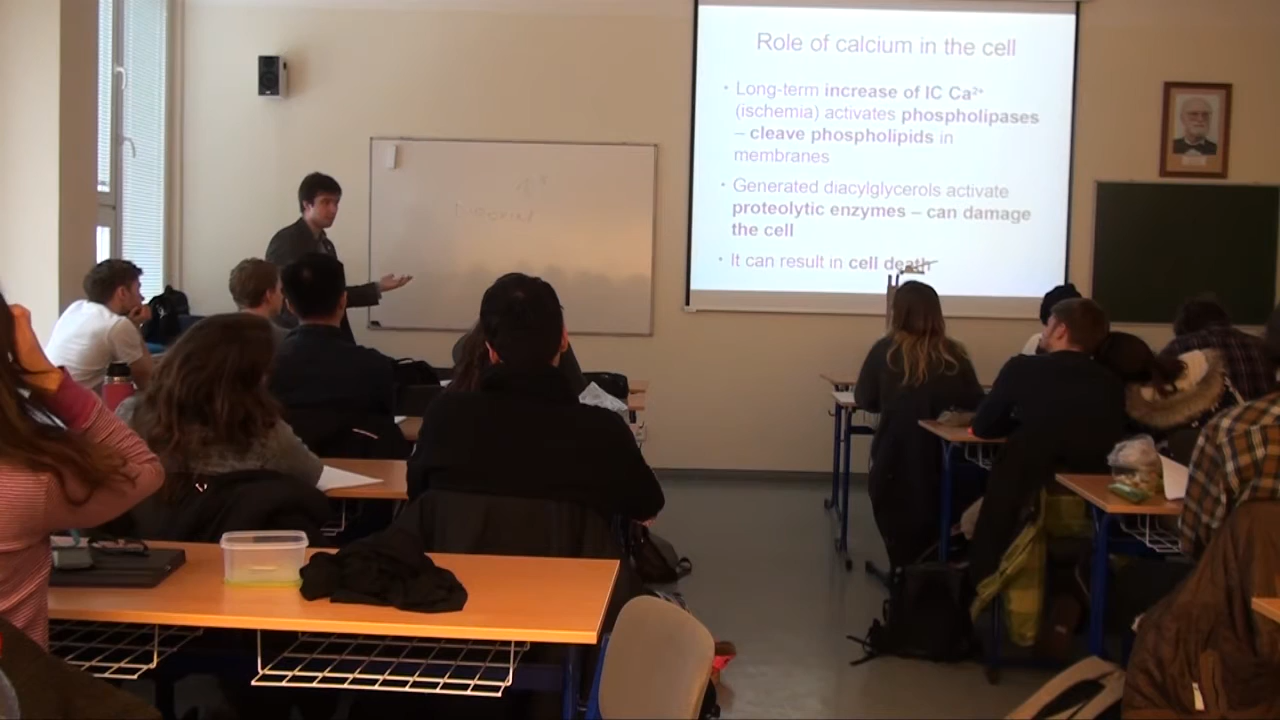 Role of calcium in the cell
• Long-term increase of IC Ca²⁺
(ischemia) activates phospholipases
– cleave phospholipids in
membranes
• Generated diacylglycerols activate
proteolytic enzymes – can damage
the cell
• It can result in cell death